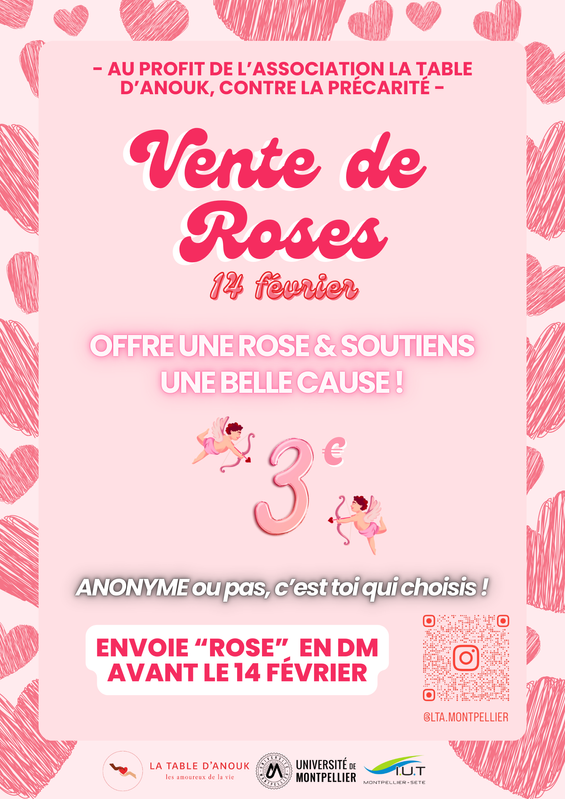 - AU PROFIT DE L'ASSOCIATION LA TABLE
D'ANOUK, CONTRE LA PRÉCARITÉ -
Vente de
Roses
14 février
OFFRE UNE ROSE & SOUTIENS
UNE BELLE CAUSE !
3€
ANONYME ou pas, c'est toi qui choisis !
ENVOIE “ROSE” EN DM
AVANT LE 14 FÉVRIER
@LTA.MONTPELLIER
LA TABLE D'ANOUK
les amoureux de la vie
UNIVERSITÉ DE
MONTPELLIER
I.U.T
MONTPELLIER - SÈTE